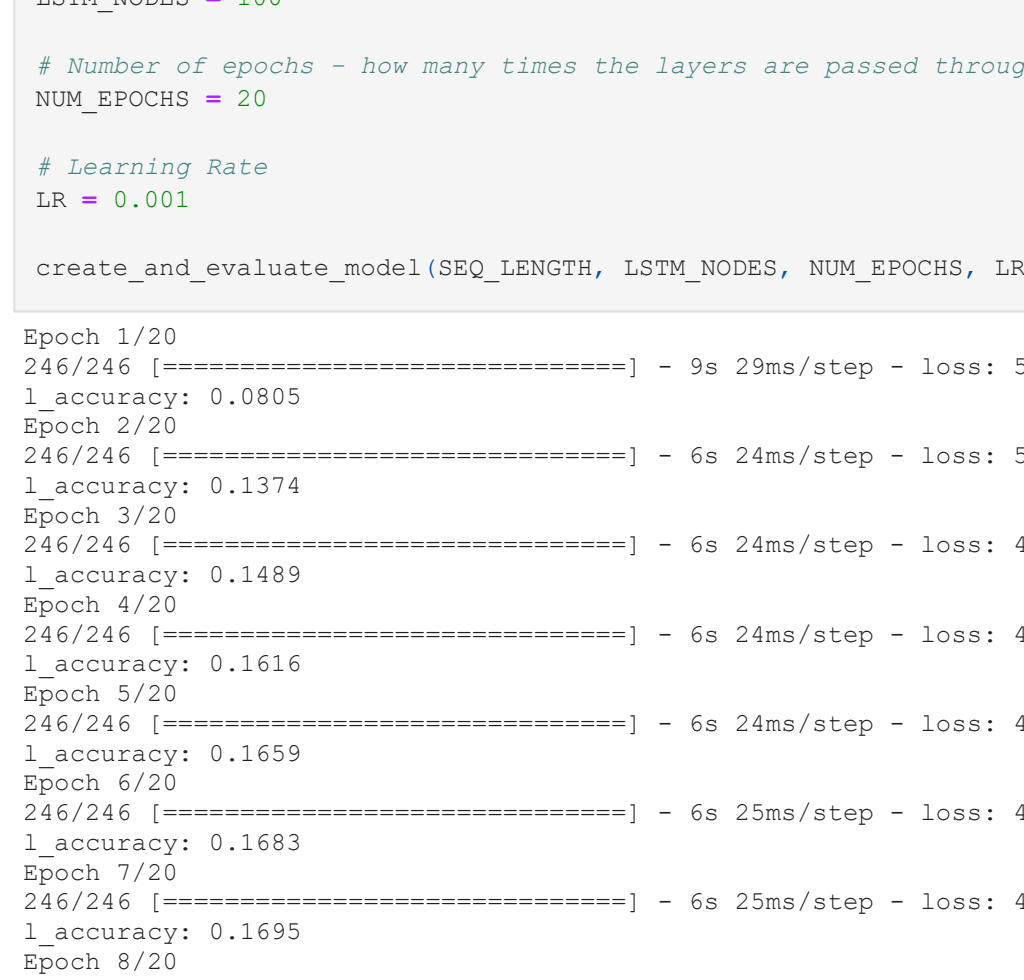 LSTM_NODES = 100
# Number of epochs - how many times the layers are passed throug
NUM_EPOCHS = 20
# Learning Rate
LR = 0.001
create_and_evaluate_model(SEQ_LENGTH, LSTM_NODES, NUM_EPOCHS, LR
Epoch 1/20
246/246 [==============================] - 9s 29ms/step - loss: 5
l_accuracy: 0.0805
Epoch 2/20
246/246 [==============================] - 6s 24ms/step - loss: 5
l_accuracy: 0.1374
Epoch 3/20
246/246 [==============================] - 6s 24ms/step - loss: 4
l_accuracy: 0.1489
Epoch 4/20
246/246 [==============================] - 6s 24ms/step - loss: 4
l_accuracy: 0.1616
Epoch 5/20
246/246 [==============================] - 6s 24ms/step - loss: 4
l_accuracy: 0.1659
Epoch 6/20
246/246 [==============================] - 6s 25ms/step - loss: 4
l_accuracy: 0.1683
Epoch 7/20
246/246 [==============================] - 6s 25ms/step - loss: 4
l_accuracy: 0.1695
Epoch 8/20